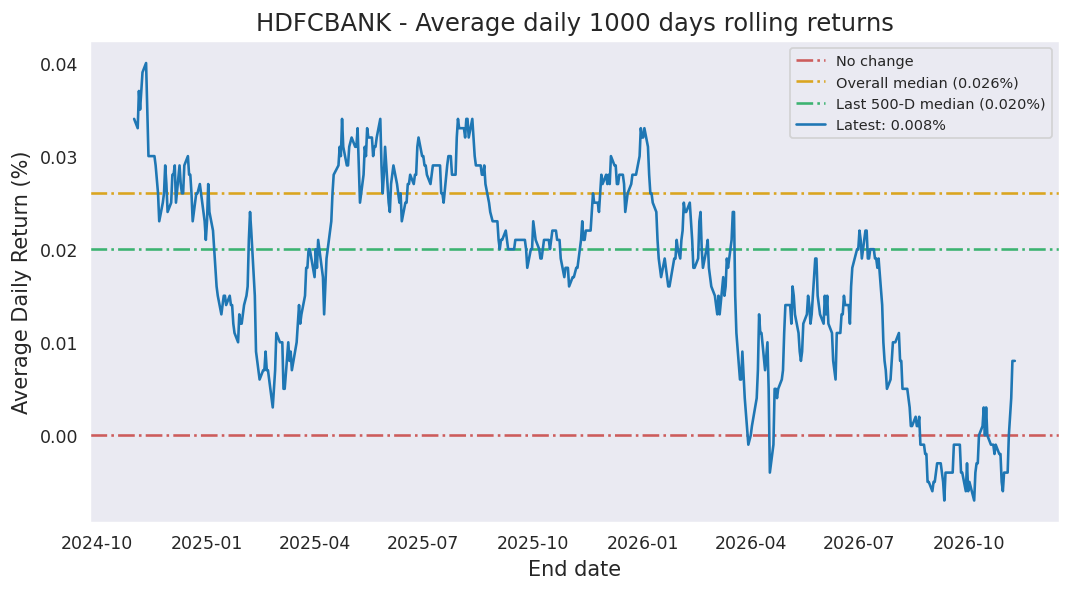 HDFCBANK - Average daily 1000 days rolling returns
No change
Overall median (0.026%)
Last 500-D median (0.020%)
Latest: 0.008%
Average Daily Return (%)
0.04
0.03
0.02
0.01
0.00
2024-10 2025-01 2025-04 2025-07 2025-10 2026-01 2026-04 2026-07 2026-10
End date